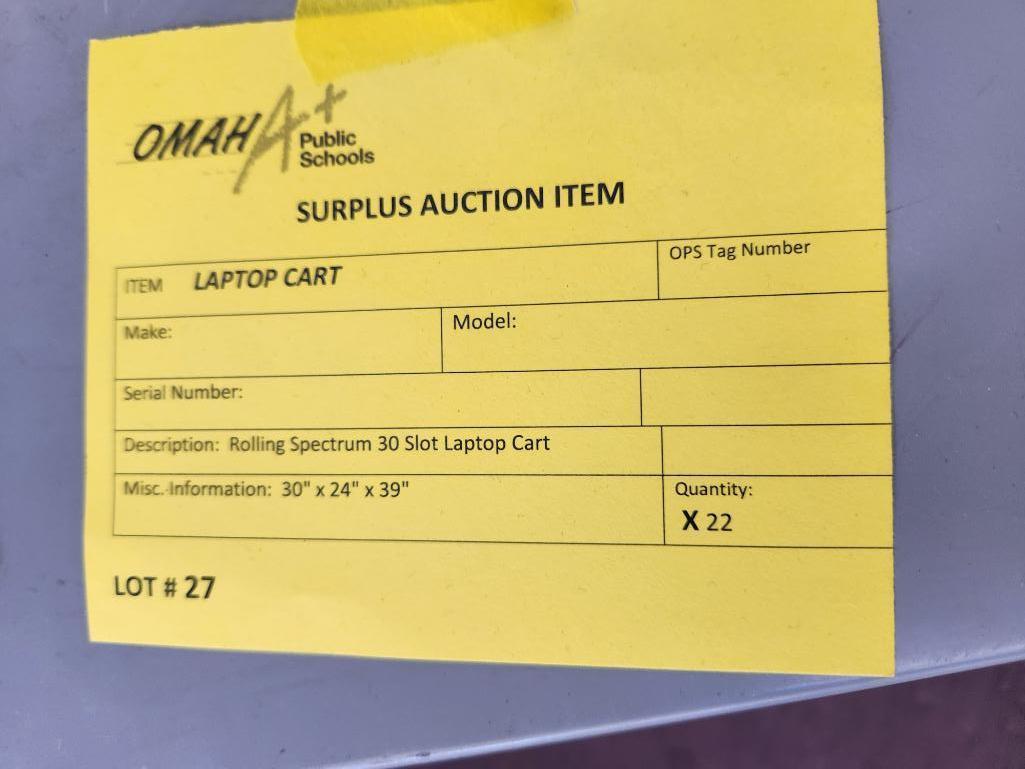 OMAHA+
Public
Schools
SURPLUS AUCTION ITEM
ITEM LAPTOP CART
OPS Tag Number
Make:
Model:
Serial Number:
Description: Rolling Spectrum 30 Slot Laptop Cart
Misc. Information: 30" x 24" x 39"
Quantity:
X 22
LOT # 27